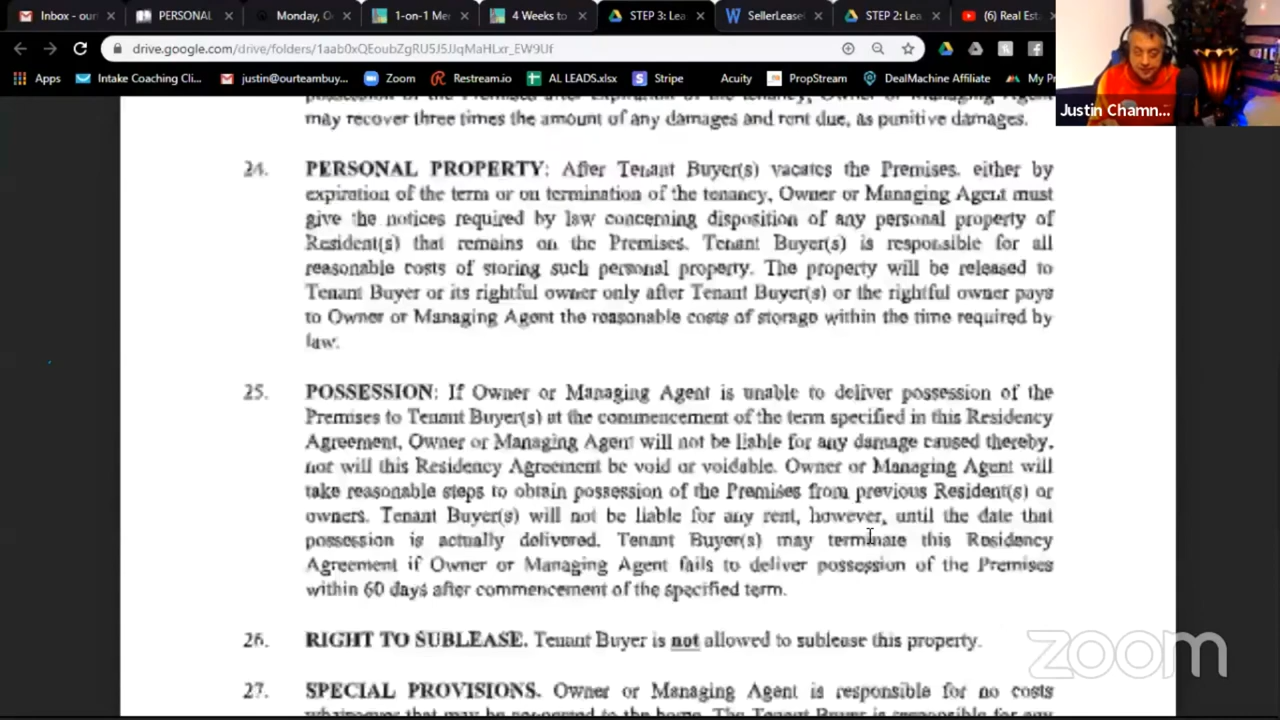 Inbox - our
PERSONAL
Monday, O
1-on-1 Me
4 Weeks to
STEP 3: Lea
SellerLease
STEP 2: Lea
(6) Real Est
drive.google.com/drive/folders/1aab0xQEoubZgRU5J5JJqMaHLxr_EW9Uf
Apps
Intake Coaching Cli...
justin@ourteambuy...
Zoom
Restream.io
AL LEADS.xlsx
Stripe
Acuity
PropStream
DealMachine Affiliate
My Pr
Justin Chamn...
may recover three times the amount of any damages and rent due, as punitive damages.
24. PERSONAL PROPERTY: After Tenant Buyer(s) vacates the Premises, either by
expiration of the term or on termination of the tenancy, Owner or Managing Agent must
give the notices required by law concerning disposition of any personal property of
Resident(s) that remains on the Premises. Tenant Buyer(s) is responsible for all
reasonable costs of storing such personal property. The property will be released to
Tenant Buyer or its rightful owner only after Tenant Buyer(s) or the rightful owner pays
to Owner or Managing Agent the reasonable costs of storage within the time required by
law.
25. POSSESSION: If Owner or Managing Agent is unable to deliver possession of the
Premises to Tenant Buyer(s) at the commencement of the term specified in this Residency
Agreement, Owner or Managing Agent will not be liable for any damage caused thereby,
nor will this Residency Agreement be void or voidable. Owner or Managing Agent will
take reasonable steps to obtain possession of the Premises from previous Resident(s) or
owners. Tenant Buyer(s) will not be liable for any rent, however, until the date that
possession is actually delivered. Tenant Buyer(s) may terminate this Residency
Agreement if Owner or Managing Agent fails to deliver possession of the Premises
within 60 days after commencement of the specified term.
26. RIGHT TO SUBLEASE. Tenant Buyer is not allowed to sublease this property.
zoom
27. SPECIAL PROVISIONS. Owner or Managing Agent is responsible for no costs